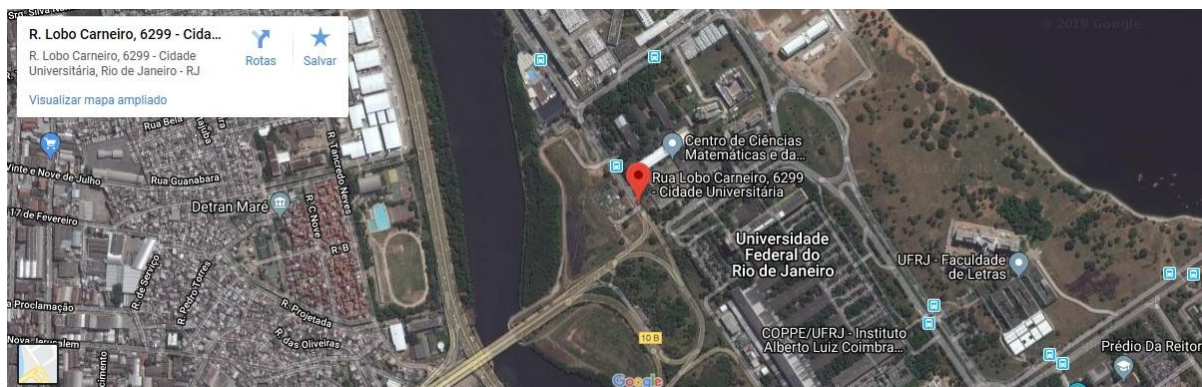 R. Lobo Carneiro, 6299 - Cida...
R. Lobo Carneiro, 6299 - Cidade
Universitária, Rio de Janeiro - RJ
Rotas
Salvar
Visualizar mapa ampliado
© 2018 Google
Rua Bela
Rua Guanabara
Vinte e Nove de Julho
17 de Fevereiro
Detran Maré
R. Tancredo Neves
R. C Nove
R. B
R. de Serviço
R. Pedro Torres
R. Projetada
R. das Oliveiras
a Proclamação
Nova Jerusalem
Centro de Ciências
Matemáticas e da...
Rua Lobo Carneiro, 6299
- Cidade Universitária
Universidade
Federal do
Rio de Janeiro
UFRJ - Faculdade
de Letras
10 B
COPPE/UFRJ - Instituto
Alberto Luiz Coimbra...
Prédio Da Reitor
Google